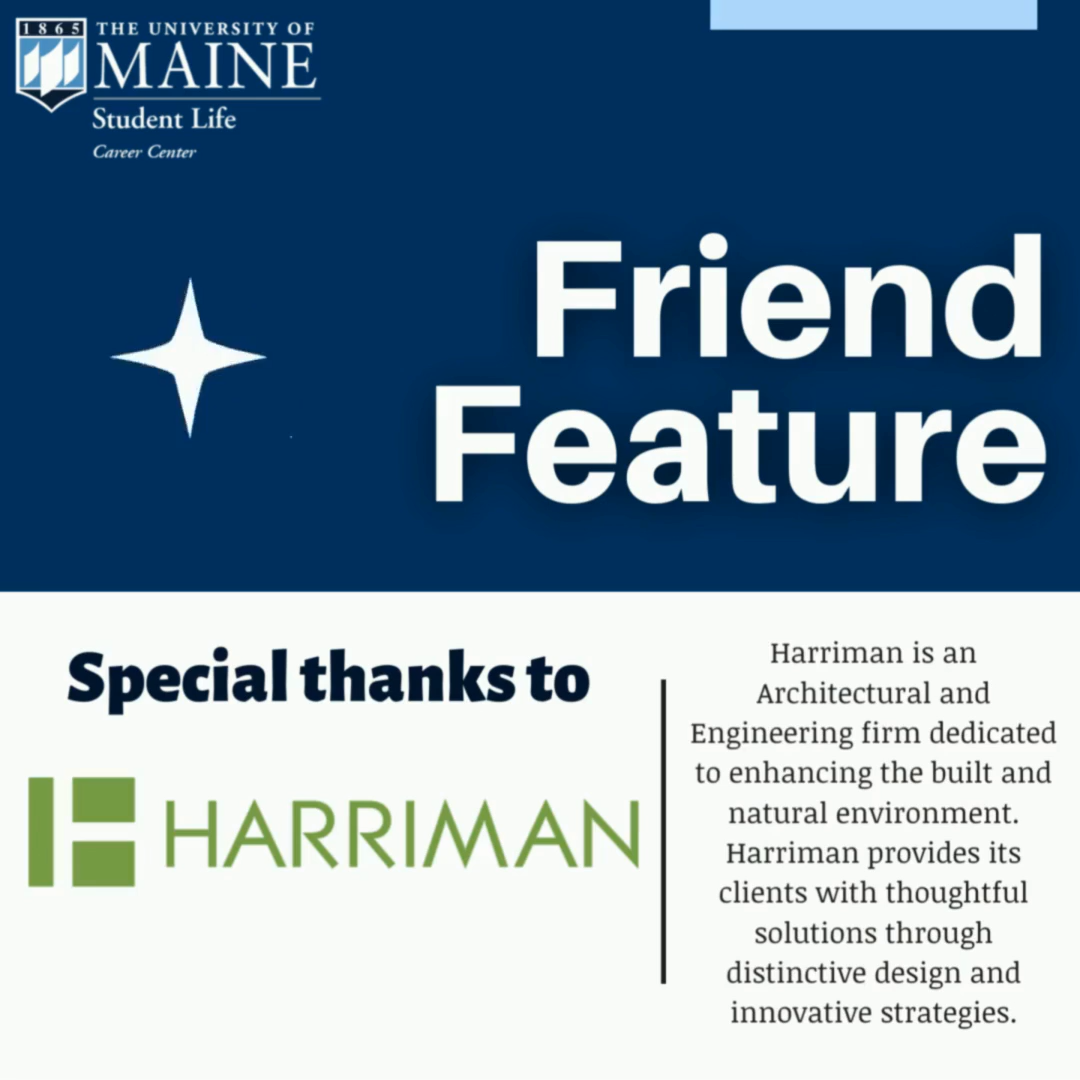 1865
THE UNIVERSITY OF
MAINE
Student Life
Career Center
Friend
Feature
Special thanks to
HARRIMAN
Harriman is an
Architectural and
Engineering firm dedicated
to enhancing the built and
natural environment.
Harriman provides its
clients with thoughtful
solutions through
distinctive design and
innovative strategies.